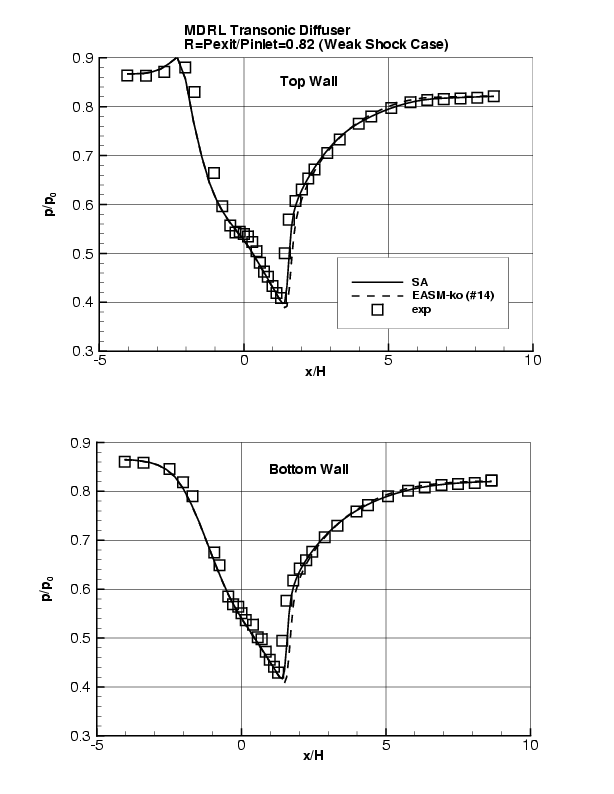 MDRL Transonic Diffuser
R=Pexit/Pinlet=0.82 (Weak Shock Case)
0.9
0.8
0.7
0.6
0.5
0.4
0.3
p/p0
Top Wall
SA
EASM-ko (#14)
exp
-5
0
5
10
x/H
0.9
0.8
0.7
0.6
0.5
0.4
0.3
p/p0
Bottom Wall
-5
0
5
10
x/H